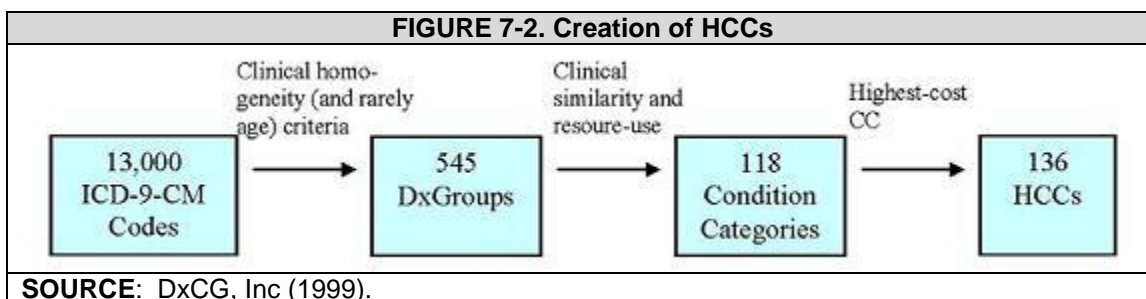 FIGURE 7-2. Creation of HCCs
Clinical homo-
geneity (and rarely
age) criteria
Clinical
similarity and
resoure-use
Highest-cost
CC
13,000
ICD-9-CM
Codes
545
DxGroups
118
Condition
Categories
136
HCCs
SOURCE: DxCG, Inc (1999).